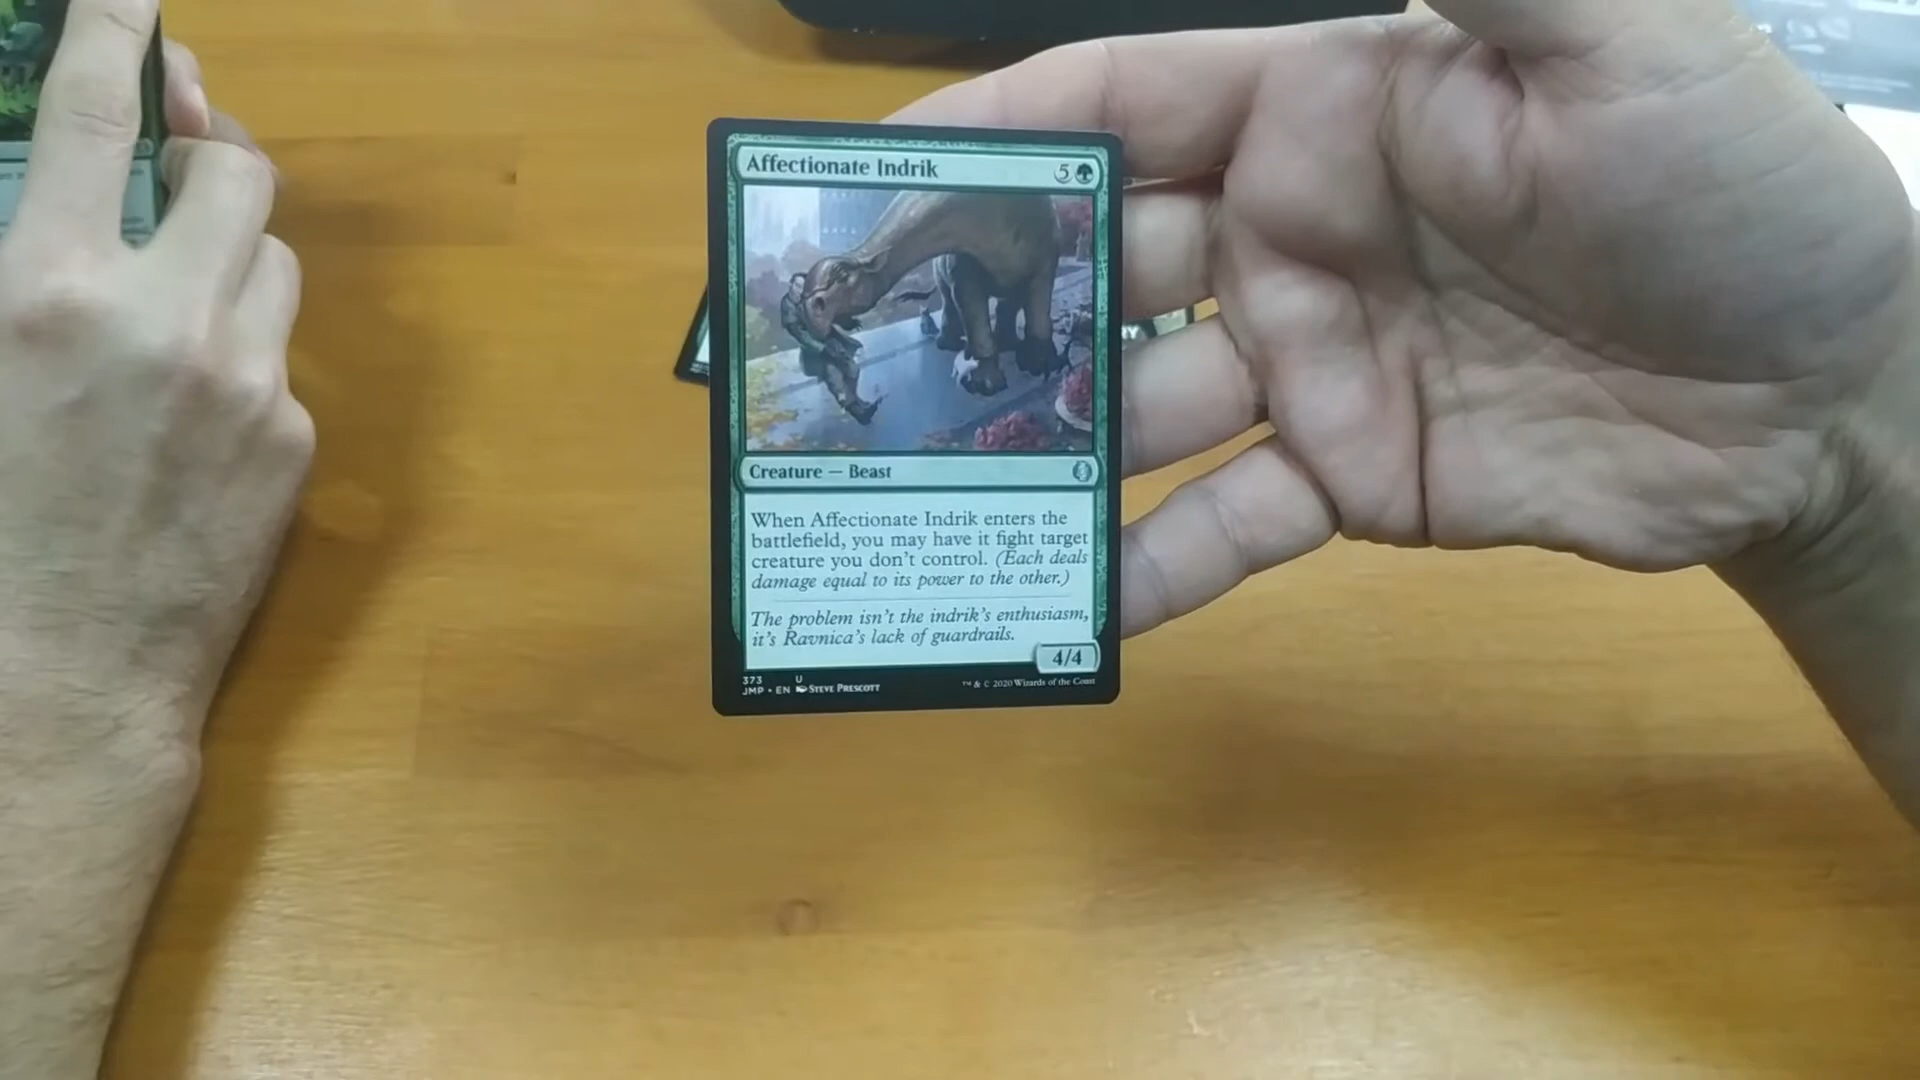 Affectionate Indrik
5
Creature — Beast
When Affectionate Indrik enters the
battlefield, you may have it fight target
creature you don't control. (Each deals
damage equal to its power to the other.)
The problem isn't the indrik's enthusiasm,
it's Ravnica's lack of guardrails.
4/4
373 U
JMP • EN Steve Prescott
™ & © 2020 Wizards of the Coast